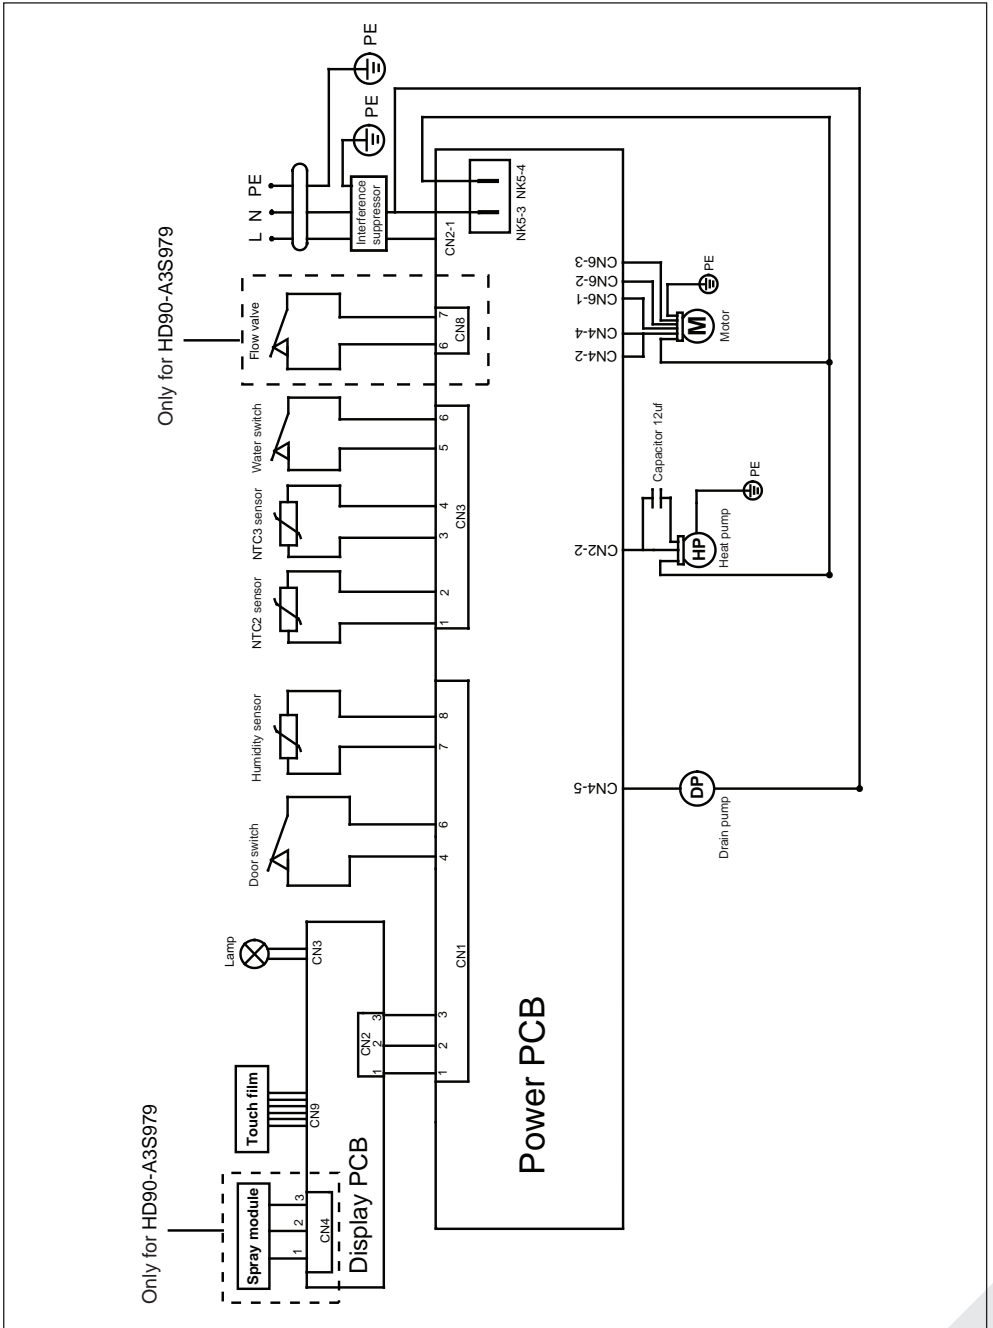 Only for HD90-A3S979
Spray module
1
2
3
CN4
Touch film
CN9
Lamp
CN3
Display PCB
CN2
1
2
3
1
2
3
CN1
Door switch
4
6
Humidity sensor
7
8
NTC2 sensor
1
2
NTC3 sensor
3
4
CN3
Water switch
5
6
Only for HD90-A3S979
Flow valve
6
7
CN8
L
N
PE
Interference
suppressor
PE
PE
CN2-1
NK5-3
NK5-4
Power PCB
CN4-5
DP
Drain pump
CN2-2
Capacitor 12uf
HP
Heat pump
PE
CN4-2
CN4-4
CN6-1
CN6-2
CN6-3
M
Motor
PE